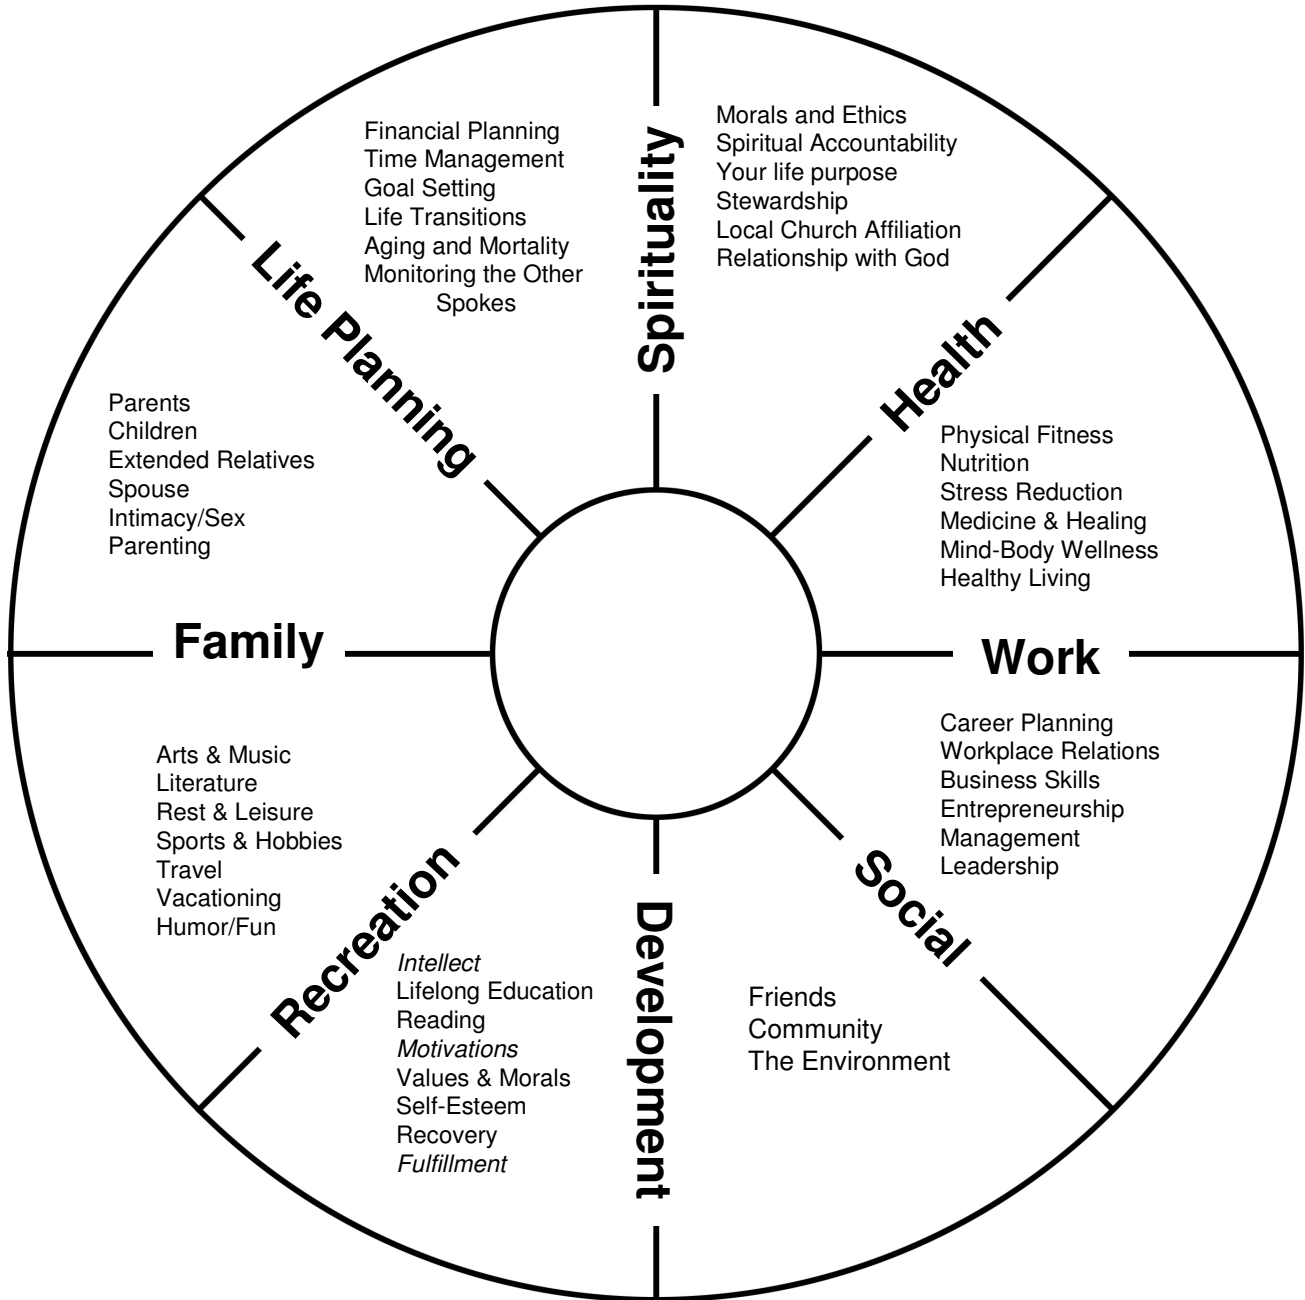 Spirituality
Morals and Ethics
Spiritual Accountability
Your life purpose
Stewardship
Local Church Affiliation
Relationship with God
Health
Physical Fitness
Nutrition
Stress Reduction
Medicine & Healing
Mind-Body Wellness
Healthy Living
Work
Career Planning
Workplace Relations
Business Skills
Entrepreneurship
Management
Leadership
Social
Friends
Community
The Environment
Development
Intellect
Lifelong Education
Reading
Motivations
Values & Morals
Self-Esteem
Recovery
Fulfillment
Recreation
Arts & Music
Literature
Rest & Leisure
Sports & Hobbies
Travel
Vacationing
Humor/Fun
Family
Parents
Children
Extended Relatives
Spouse
Intimacy/Sex
Parenting
Life Planning
Financial Planning
Time Management
Goal Setting
Life Transitions
Aging and Mortality
Monitoring the Other
Spokes